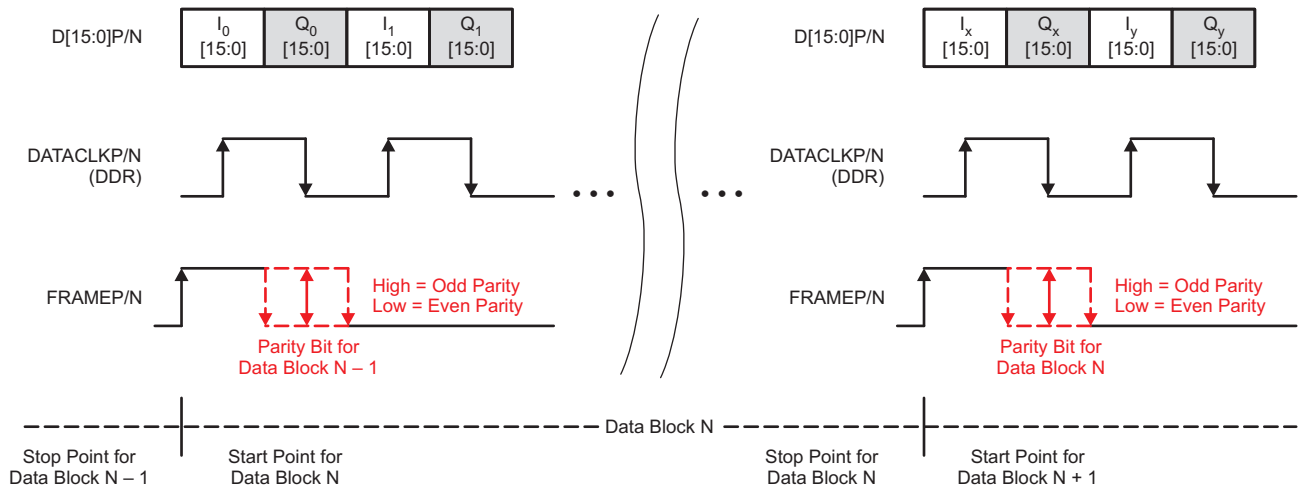 D[15:0]P/N
I0 Q0 I1 Q1
[15:0] [15:0] [15:0] [15:0]
D[15:0]P/N
Ix Qx Iy Qy
[15:0] [15:0] [15:0] [15:0]
DATACLKP/N
(DDR)
DATACLKP/N
(DDR)
FRAMEP/N
High = Odd Parity
Low = Even Parity
Parity Bit for
Data Block N – 1
FRAMEP/N
High = Odd Parity
Low = Even Parity
Parity Bit for
Data Block N
Data Block N
Stop Point for
Data Block N – 1
Start Point for
Data Block N
Stop Point for
Data Block N
Start Point for
Data Block N + 1